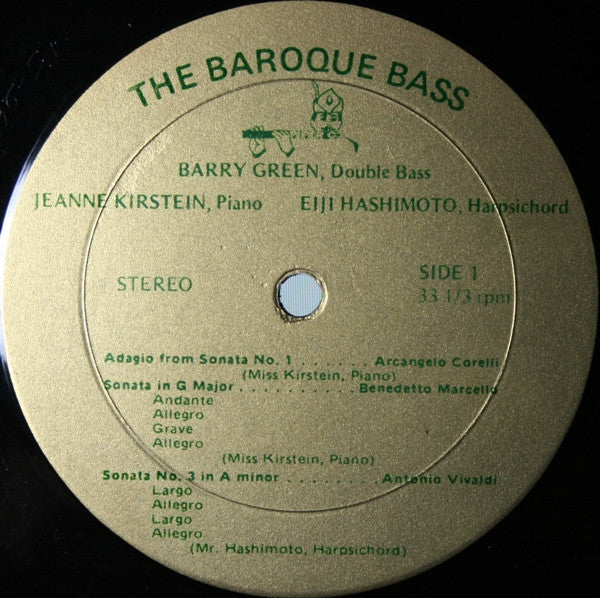 THE BAROQUE BASS
BARRY GREEN, Double Bass
JEANNE KIRSTEIN, Piano EIJI HASHIMOTO, Harpsichord
STEREO
SIDE 1
33 1/3 rpm
Adagio from Sonata No. 1 . . . . . . Arcangelo Corelli
(Miss Kirstein, Piano)
Sonata in G Major . . . . . . . . . . Benedetto Marcello
Andante
Allegro
Grave
Allegro
(Miss Kirstein, Piano)
Sonata No. 3 in A minor . . . . . . . . Antonio Vivaldi
Largo
Allegro
Largo
Allegro
(Mr. Hashimoto, Harpsichord)